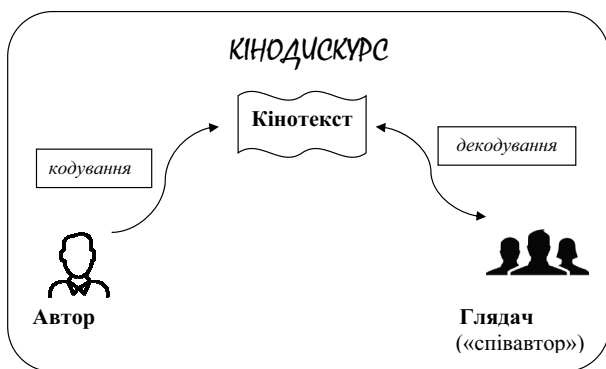 КІНОДИСКУРС
Кінотекст
кодування
декодування
Автор
Глядач
(«співавтор»)